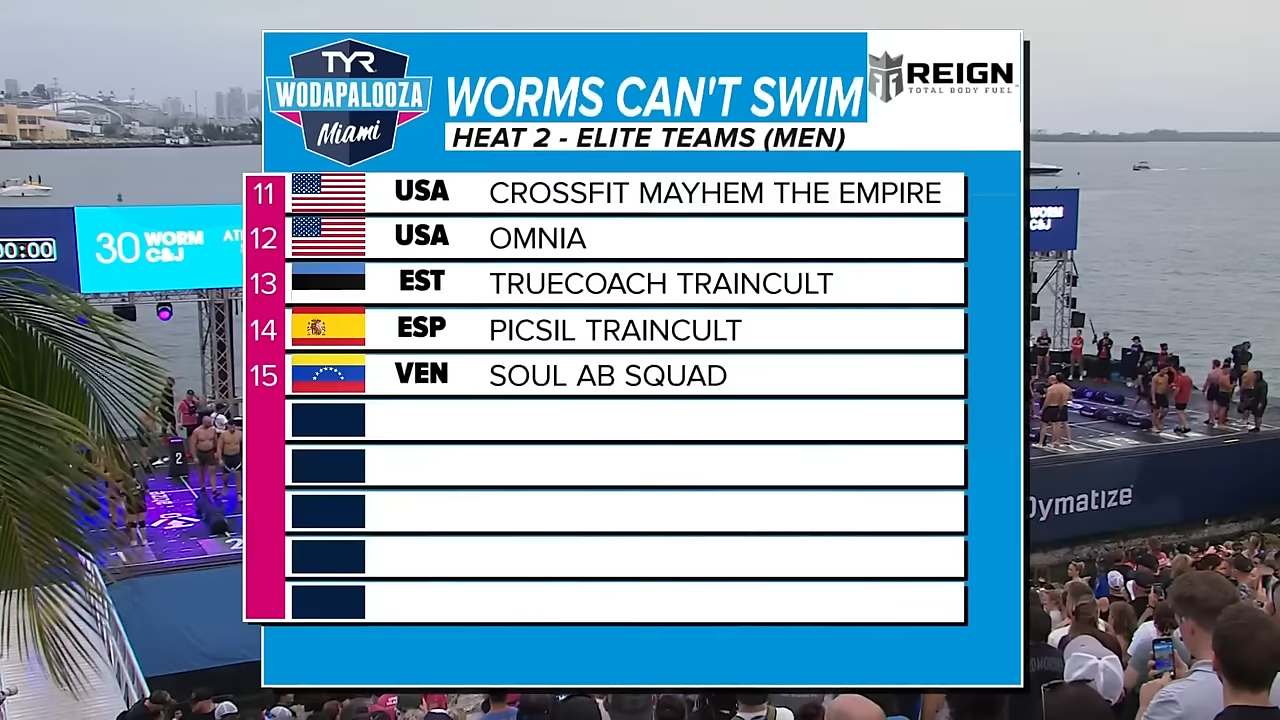 TYR
WODAPALOOZA
Miami
WORMS CAN'T SWIM
REIGN
TOTAL BODY FUEL
HEAT 2 - ELITE TEAMS (MEN)
11 USA CROSSFIT MAYHEM THE EMPIRE
12 USA OMNIA
13 EST TRUECOACH TRAINCULT
14 ESP PICSIL TRAINCULT
15 VEN SOUL AB SQUAD
00:00
30 WORM
C&J
WORM
C&J
2
Dymatize